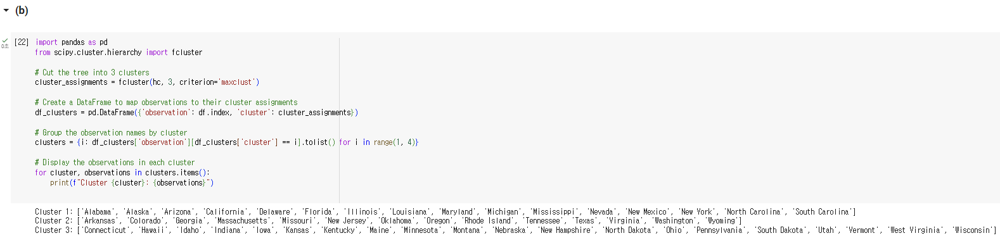 (b)
[22] import pandas as pd
from scipy.cluster.hierarchy import fcluster
# Cut the tree into 3 clusters
cluster_assignments = fcluster(hc, 3, criterion='maxclust')
# Create a DataFrame to map observations to their cluster assignments
df_clusters = pd.DataFrame({'observation': df.index, 'cluster': cluster_assignments})
# Group the observation names by cluster
clusters = {i: df_clusters['observation'][df_clusters['cluster'] == i].tolist() for i in range(1, 4)}
# Display the observations in each cluster
for cluster, observations in clusters.items():
    print(f"Cluster {cluster}: {observations}")
0초
Cluster 1: ['Alabama', 'Alaska', 'Arizona', 'California', 'Delaware', 'Florida', 'Illinois', 'Louisiana', 'Maryland', 'Michigan', 'Mississippi', 'Nevada', 'New Mexico', 'New York', 'North Carolina', 'South Carolina']
Cluster 2: ['Arkansas', 'Colorado', 'Georgia', 'Massachusetts', 'Missouri', 'New Jersey', 'Oklahoma', 'Oregon', 'Rhode Island', 'Tennessee', 'Texas', 'Virginia', 'Washington', 'Wyoming']
Cluster 3: ['Connecticut', 'Hawaii', 'Idaho', 'Indiana', 'Iowa', 'Kansas', 'Kentucky', 'Maine', 'Minnesota', 'Montana', 'Nebraska', 'New Hampshire', 'North Dakota', 'Ohio', 'Pennsylvania', 'South Dakota', 'Utah', 'Vermont', 'West Virginia', 'Wisconsin']